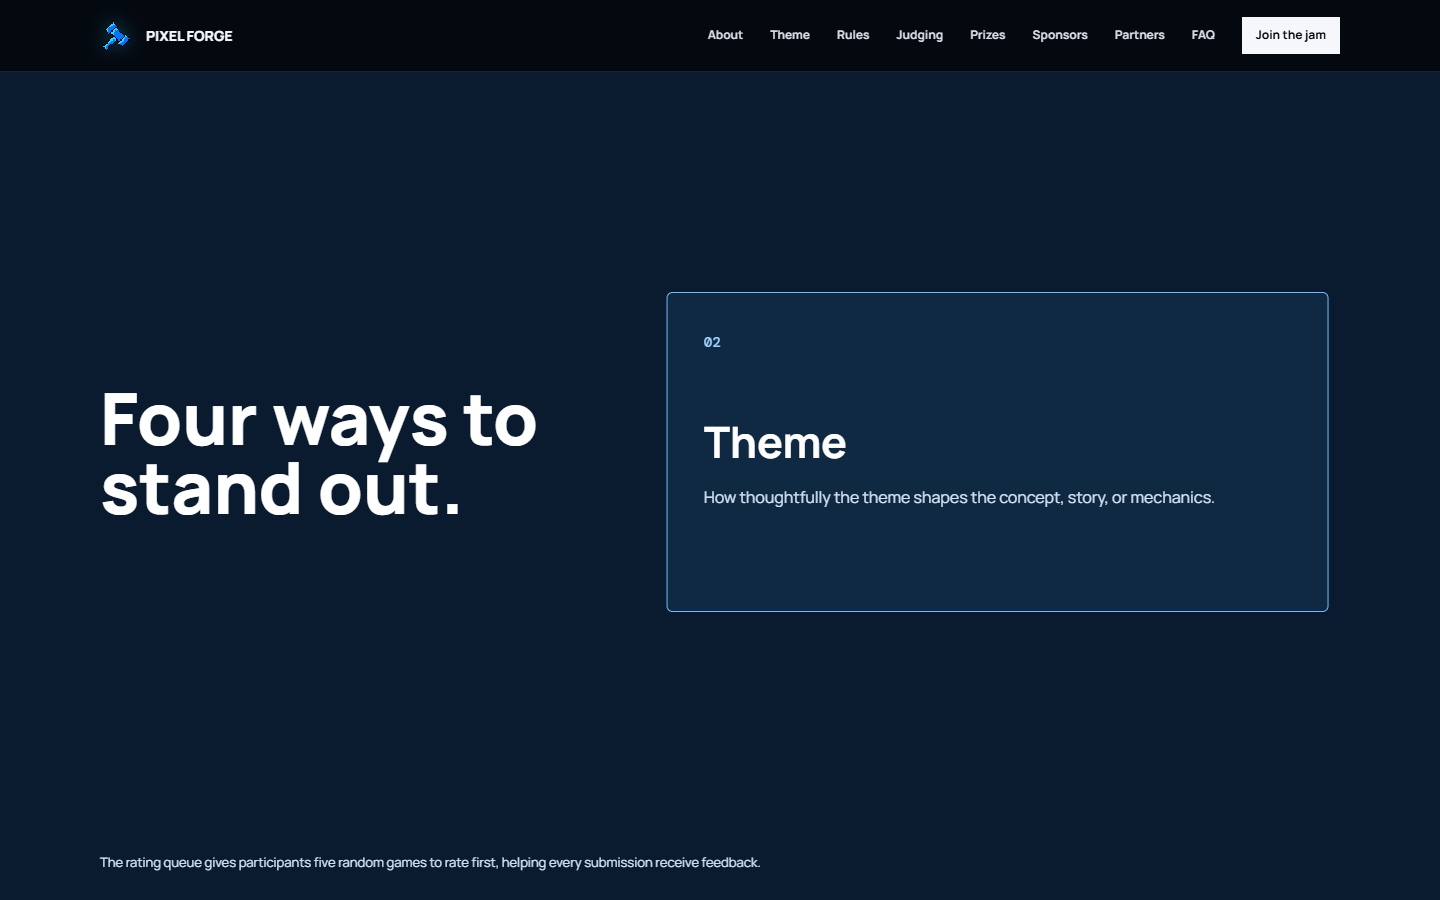 PIXEL FORGE
About Theme Rules Judging Prizes Sponsors Partners FAQ Join the jam
Four ways to
stand out.
02
Theme
How thoughtfully the theme shapes the concept, story, or mechanics.
The rating queue gives participants five random games to rate first, helping every submission receive feedback.